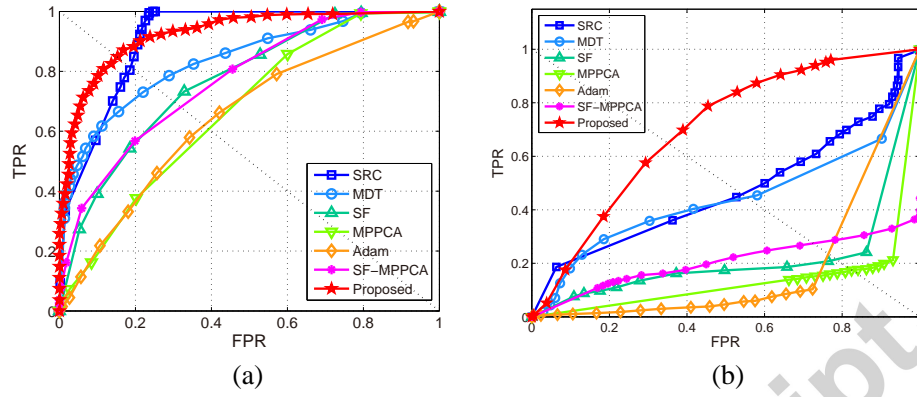 1
0.8
0.6
0.4
0.2
0
0 0.2 0.4 0.6 0.8 1
TPR
FPR
SRC
MDT
SF
MPPCA
Adam
SF-MPPCA
Proposed
(a)
1
0.8
0.6
0.4
0.2
0
0 0.2 0.4 0.6 0.8
TPR
FPR
SRC
MDT
SF
MPPCA
Adam
SF-MPPCA
Proposed
(b)
ript